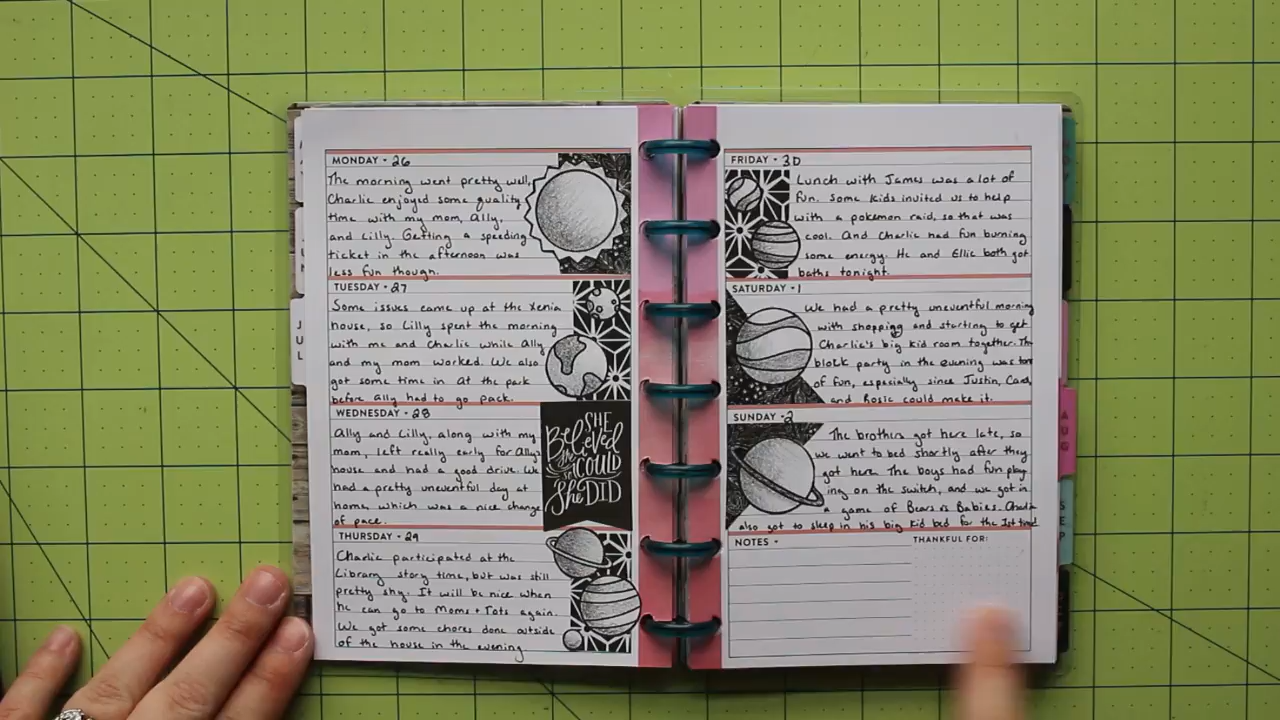 MONDAY • 26
The morning went pretty well,
Charlie enjoyed some quality
time with my mom, Ally,
and Lilly. Getting a speeding
ticket in the afternoon was
less fun though.
TUESDAY • 27
Some issues came up at the Xenia
house, so Lilly spent the morning
with me and Charlie while Ally
and my mom worked. We also
got some time in at the park
before Ally had to go pack.
WEDNESDAY • 28
Ally and Lilly, along with my
mom, left really early for Ally's
house and had a good drive. We
had a pretty uneventful day at
home, which was a nice change
of pace.
SHE
Believed
she COULD
so
She DID
THURSDAY • 29
Charlie participated at the
Library story time, but was still
pretty shy. It will be nice when
he can go to Moms + Tots again.
We got some chores done outside
of the house in the evening
JUL
FRIDAY • 30
Lunch with James was a lot of
fun. Some kids invited us to help
with a pokemon raid, so that was
cool. And Charlie had fun burning
some energy. He and Ellie both got
baths tonight.
SATURDAY • 1
We had a pretty uneventful morning
with shopping and starting to get
Charlie's big kid room together. The
block party in the evening was
of fun, especially since Justin,
and Rosie could make it.
SUNDAY • 2
The brothers got here late, so
we went to bed shortly after they
got here. The boys had fun play
ing on the switch, and we got in
a game of Bears vs Babies. Charlie
also got to sleep in his big kid bed for the 1st time
NOTES •
THANKFUL FOR:
AUG
SEP